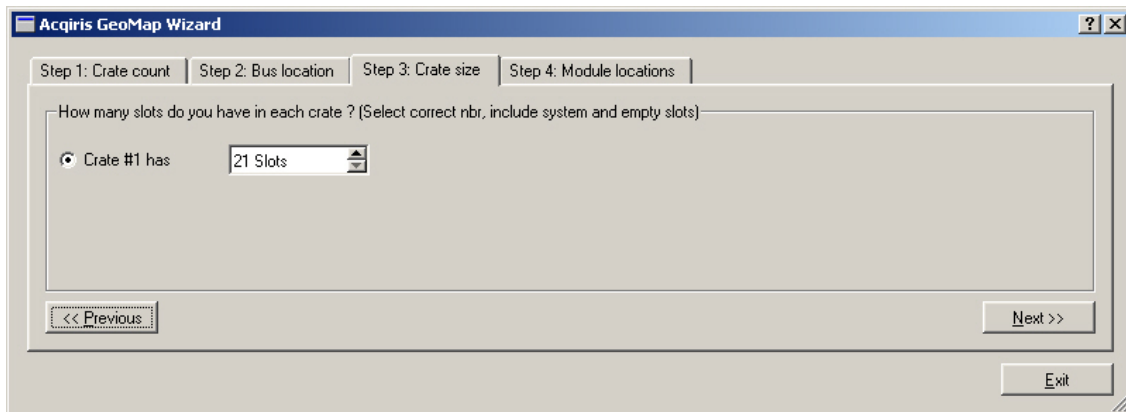 Acqiris GeoMap Wizard
Step 1: Crate count Step 2: Bus location Step 3: Crate size Step 4: Module locations
How many slots do you have in each crate ? (Select correct nbr, include system and empty slots)
Crate #1 has 21 Slots
<< Previous Next >>
Exit